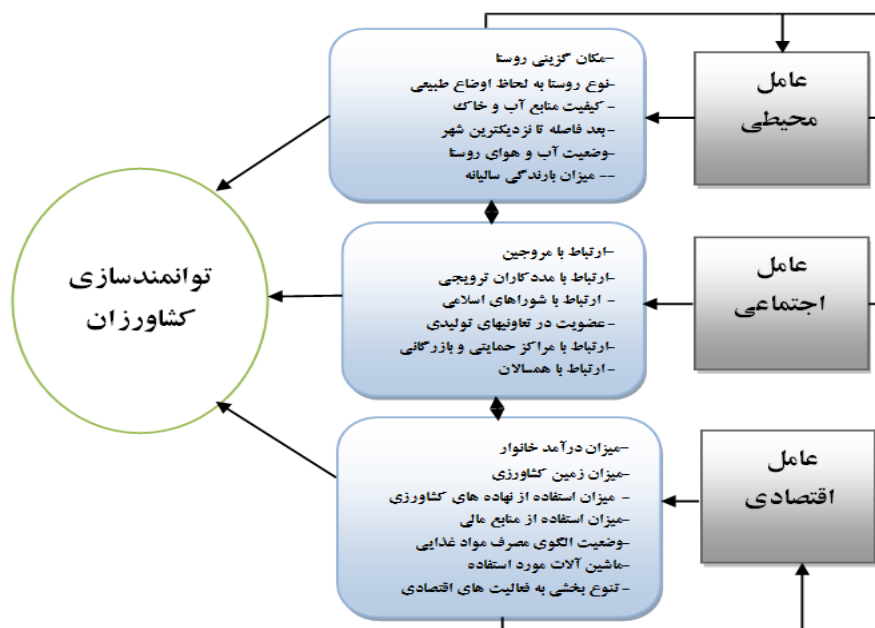 عامل
محیطی
-مکان گزینی روستا
-نوع روستا به لحاظ اوضاع طبیعی
- کیفیت منابع آب و خاک
-بعد فاصله تا نزدیکترین شهر
-وضعیت آب و هوای روستا
-- میزان بارندگی سالیانه
عامل
اجتماعی
-ارتباط با مروجین
-ارتباط با مددکاران ترویجی
- ارتباط با شوراهای اسلامی
-عضویت در تعاونیهای تولیدی
-ارتباط با مراکز حمایتی و بازرگانی
-ارتباط با همسالان
عامل
اقتصادی
-میزان درآمد خانوار
-میزان زمین کشاورزی
- میزان استفاده از نهاده های کشاورزی
-میزان استفاده از منابع مالی
-وضعیت الگوی مصرف مواد غذایی
-ماشین آلات مورد استفاده
- تنوع بخشی به فعالیت های اقتصادی
توانمندسازی
کشاورزان